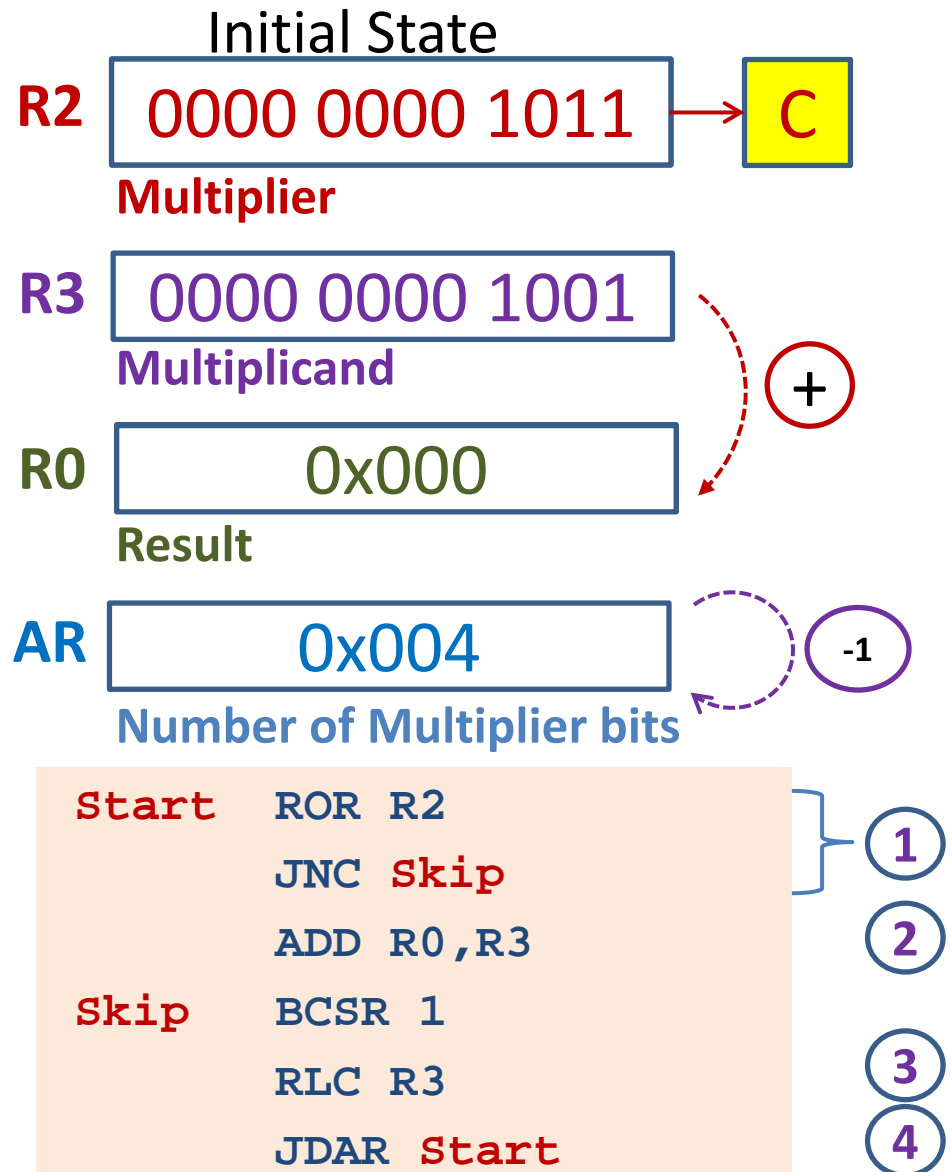 Initial State
R2 0000 0000 1011 C
Multiplier
R3 0000 0000 1001
Multiplicand
+
R0 0x000
Result
AR 0x004 -1
Number of Multiplier bits
Start ROR R2
JNC Skip 1
ADD R0,R3 2
Skip BCSR 1
RLC R3 3
JDAR Start 4